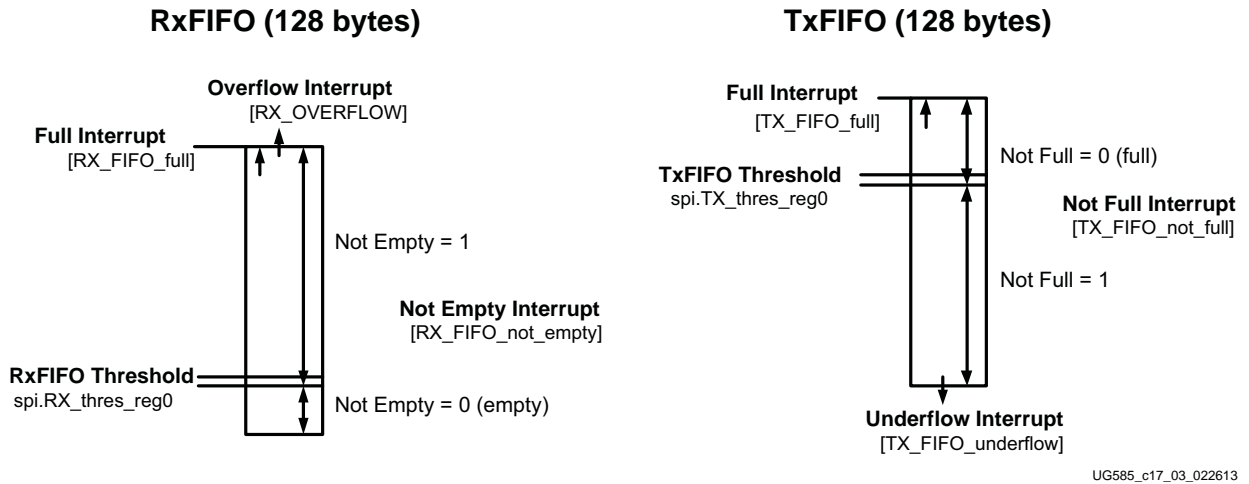 RxFIFO (128 bytes)
Overflow Interrupt
[RX_OVERFLOW]
Full Interrupt
[RX_FIFO_full]
Not Empty = 1
Not Empty Interrupt
[RX_FIFO_not_empty]
RxFIFO Threshold
spi.RX_thres_reg0
Not Empty = 0 (empty)
TxFIFO (128 bytes)
Full Interrupt
[TX_FIFO_full]
Not Full = 0 (full)
TxFIFO Threshold
spi.TX_thres_reg0
Not Full Interrupt
[TX_FIFO_not_full]
Not Full = 1
Underflow Interrupt
[TX_FIFO_underflow]
UG585_c17_03_022613